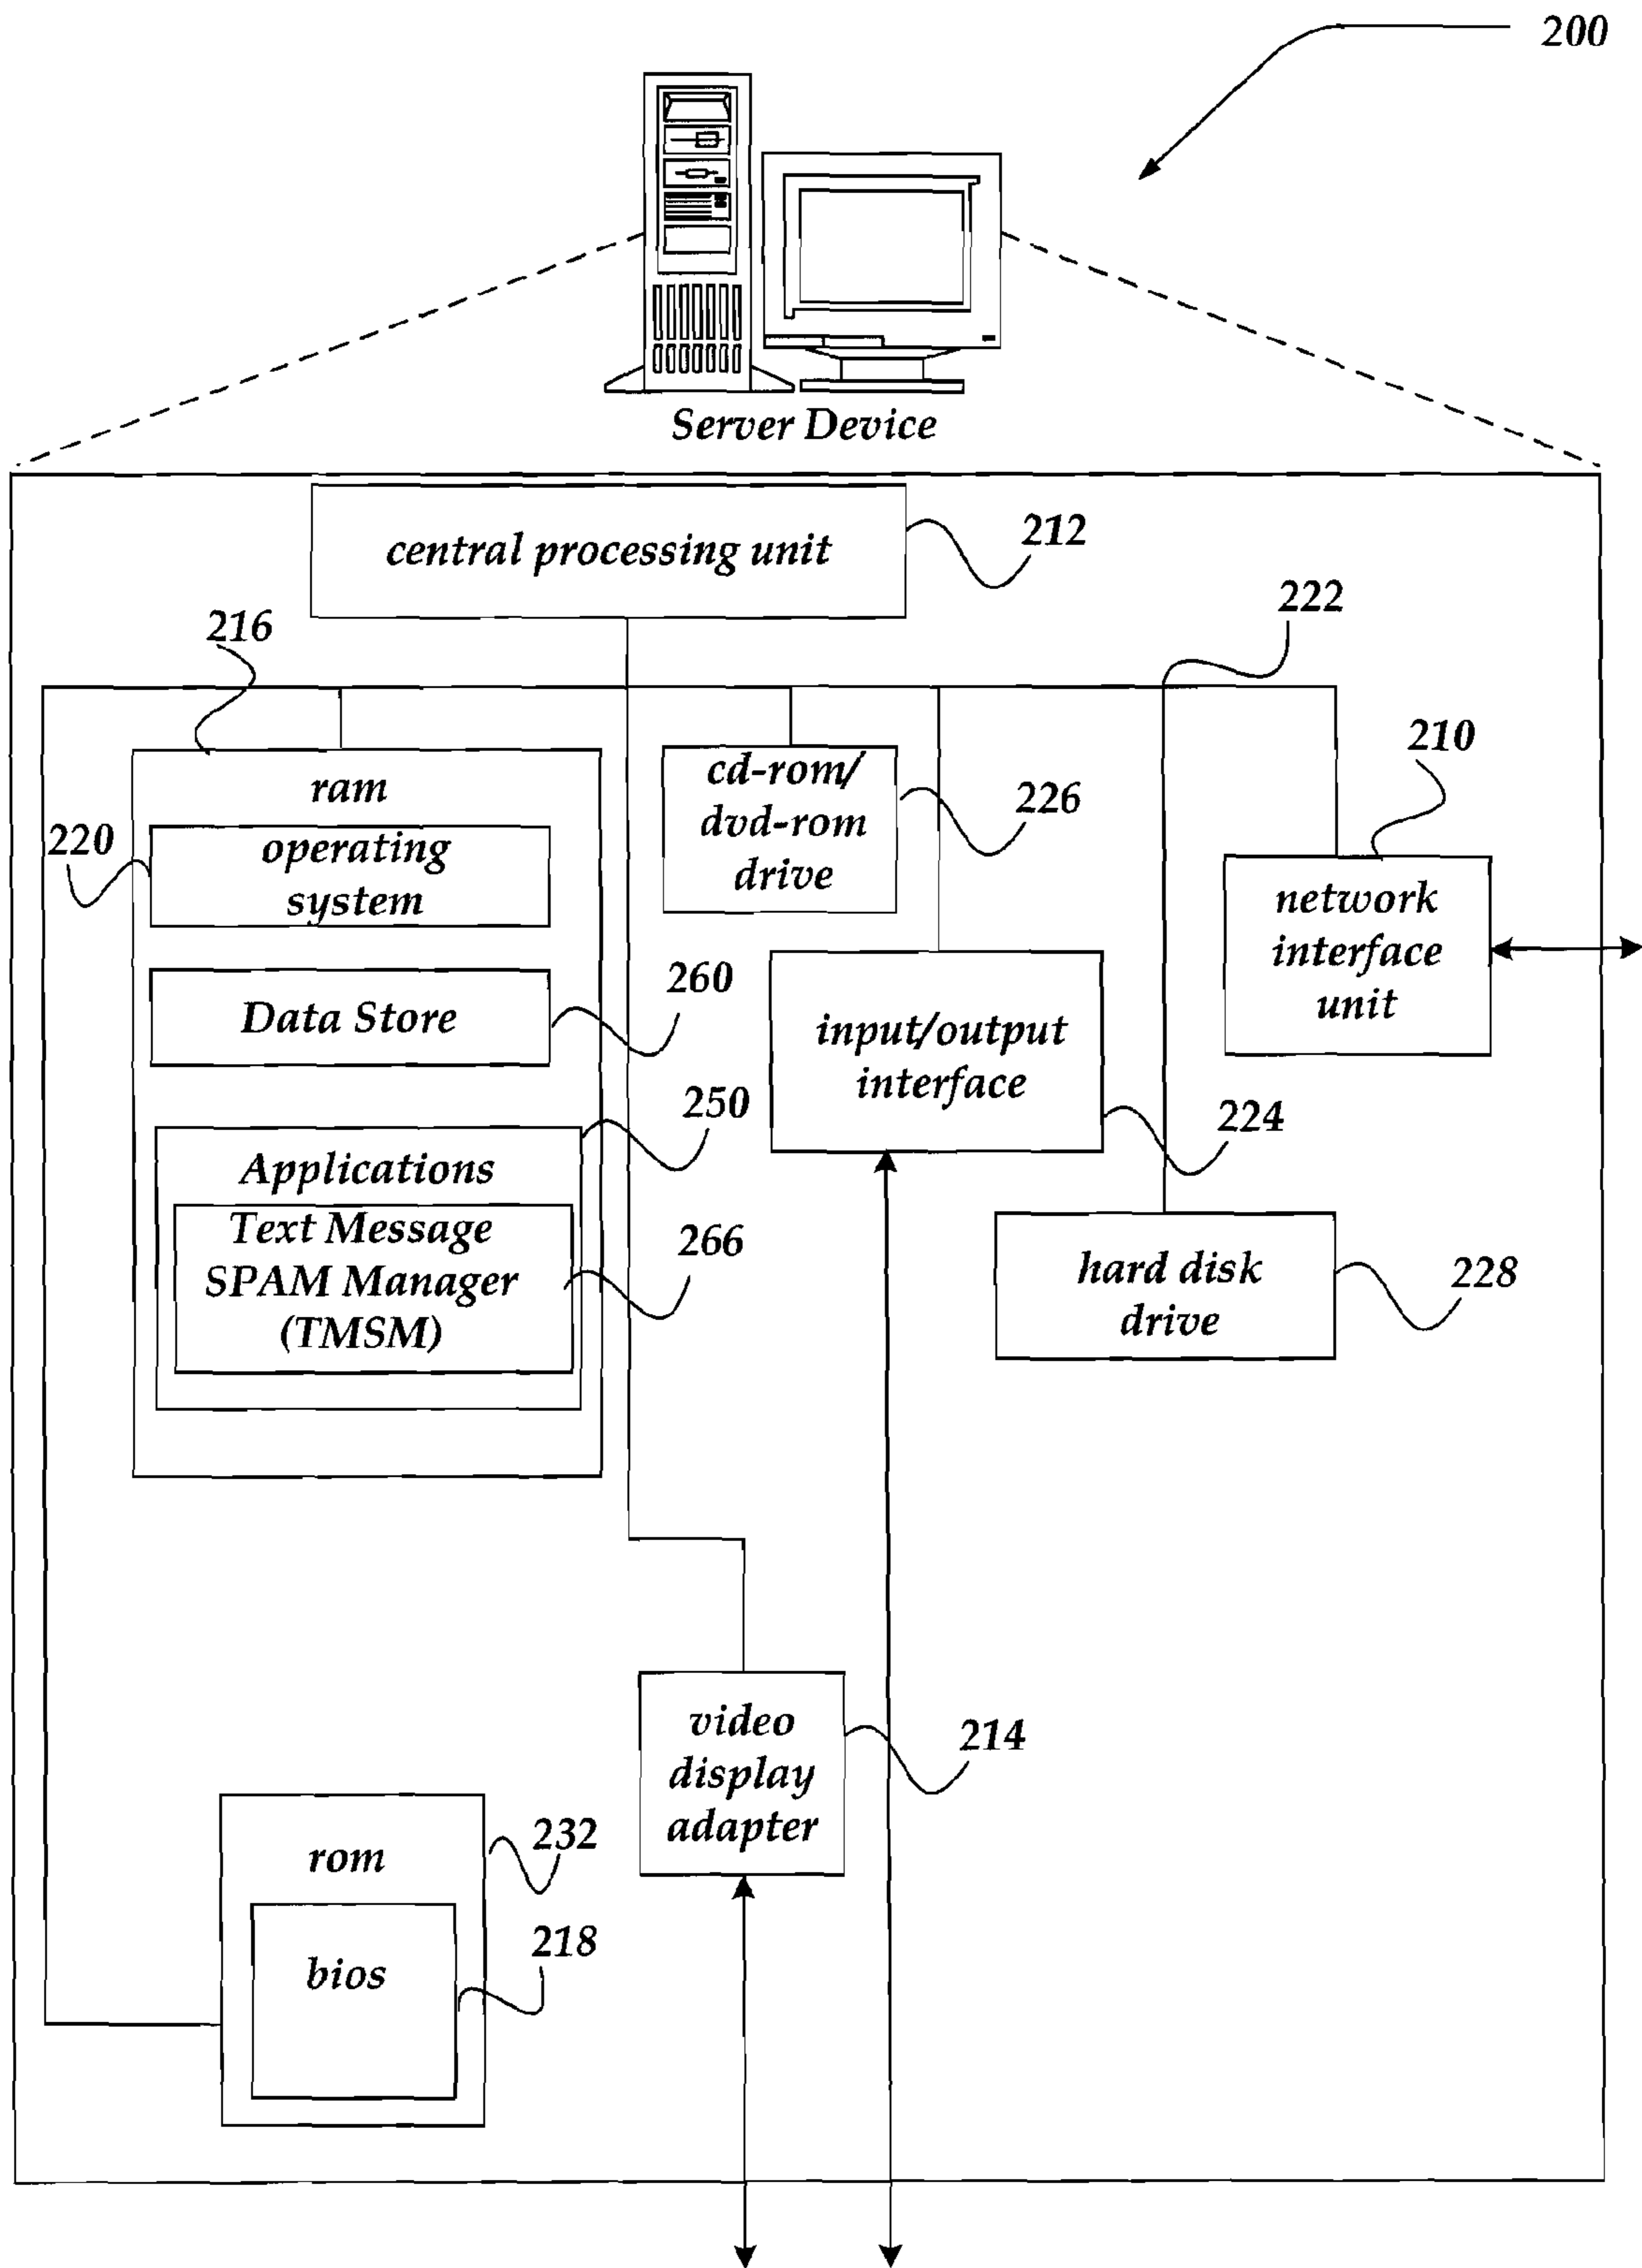 200
Server Device
central processing unit
212
222
216
210
ram
cd-rom/
dvd-rom
drive
226
220
operating
system
network
interface
unit
260
Data Store
input/output
interface
250
224
Applications
Text Message
SPAM Manager
(TMSM)
266
hard disk
drive
228
video
display
adapter
214
232
rom
218
bios